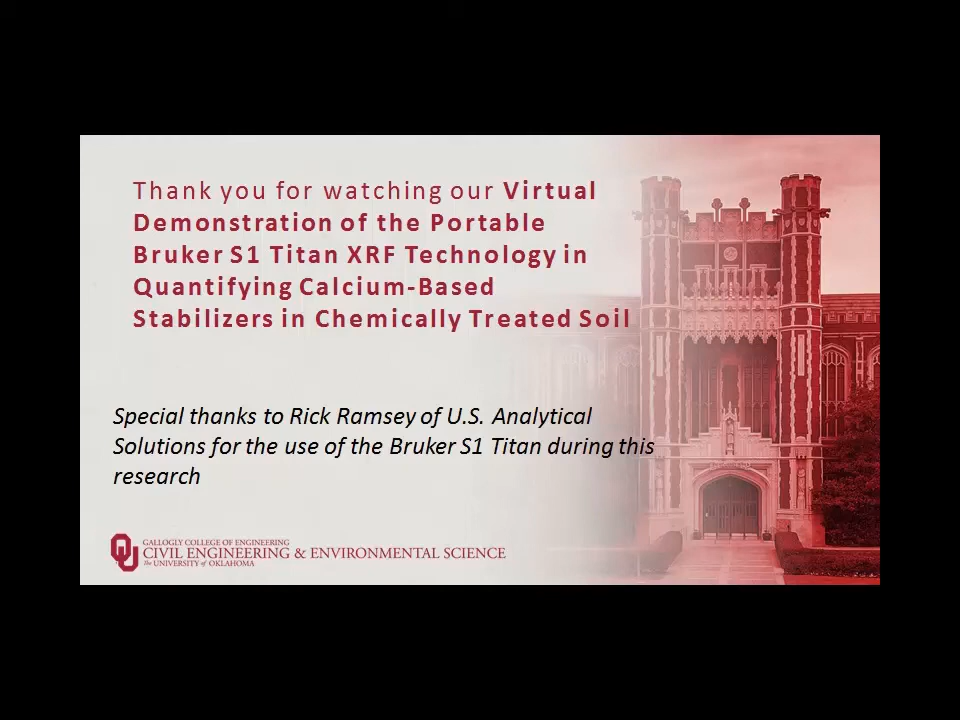 Thank you for watching our Virtual
Demonstration of the Portable
Bruker S1 Titan XRF Technology in
Quantifying Calcium-Based
Stabilizers in Chemically Treated Soil
Special thanks to Rick Ramsey of U.S. Analytical
Solutions for the use of the Bruker S1 Titan during this
research
GALLOGLY COLLEGE OF ENGINEERING
CIVIL ENGINEERING & ENVIRONMENTAL SCIENCE
The UNIVERSITY of OKLAHOMA